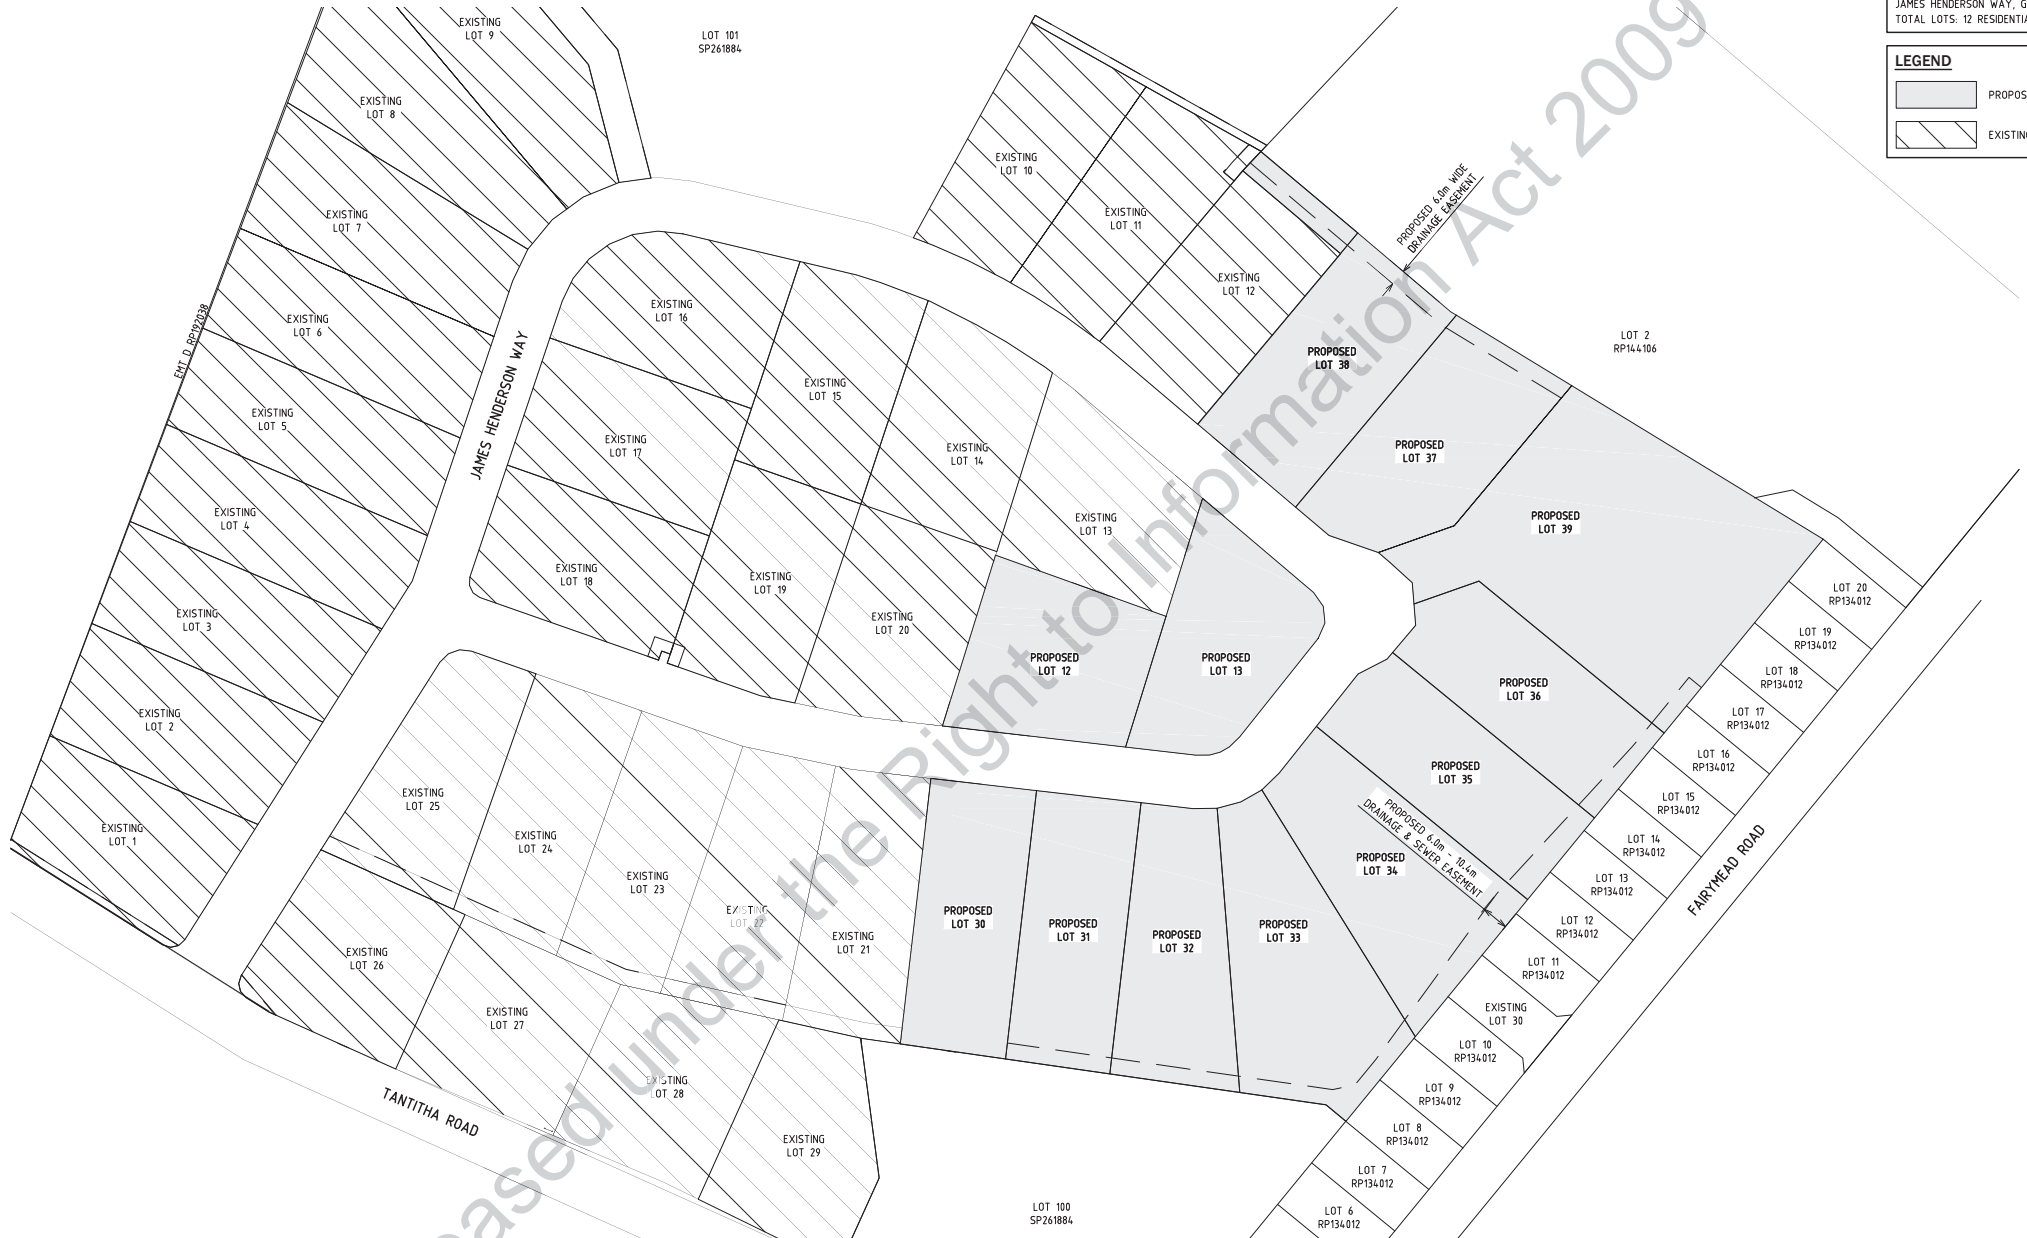 JAMES HENDERSON WAY, G
TOTAL LOTS: 12 RESIDENTIA
LEGEND
PROPOS
EXISTIN
EXISTING
LOT 9
LOT 101
SP261884
EXISTING
LOT 8
EXISTING
LOT 10
EXISTING
LOT 7
EXISTING
LOT 11
PROPOSED 6.0m WIDE
DRAINAGE EASEMENT
EXISTING
LOT 12
EXISTING
LOT 16
EXISTING
LOT 6
EMT D RP192038
LOT 2
RP144106
PROPOSED
LOT 38
JAMES HENDERSON WAY
EXISTING
LOT 15
EXISTING
LOT 5
EXISTING
LOT 17
EXISTING
LOT 14
PROPOSED
LOT 37
EXISTING
LOT 4
EXISTING
LOT 13
PROPOSED
LOT 39
EXISTING
LOT 18
EXISTING
LOT 19
EXISTING
LOT 20
EXISTING
LOT 3
PROPOSED
LOT 12
PROPOSED
LOT 13
PROPOSED
LOT 36
LOT 20
RP134012
LOT 19
RP134012
LOT 18
RP134012
LOT 17
RP134012
LOT 16
RP134012
LOT 15
RP134012
LOT 14
RP134012
LOT 13
RP134012
LOT 12
RP134012
LOT 11
RP134012
EXISTING
LOT 30
LOT 10
RP134012
LOT 9
RP134012
LOT 8
RP134012
LOT 7
RP134012
LOT 6
RP134012
FAIRYMEAD ROAD
EXISTING
LOT 2
EXISTING
LOT 1
EXISTING
LOT 25
EXISTING
LOT 24
EXISTING
LOT 23
EXISTING
LOT 22
EXISTING
LOT 21
PROPOSED
LOT 35
PROPOSED 6.0m - 10.4m
DRAINAGE & SEWER EASEMENT
PROPOSED
LOT 34
PROPOSED
LOT 30
PROPOSED
LOT 31
PROPOSED
LOT 32
PROPOSED
LOT 33
EXISTING
LOT 26
EXISTING
LOT 27
EXISTING
LOT 28
EXISTING
LOT 29
TANTITHA ROAD
LOT 100
SP261884
eased under the Right to Information Act 2009